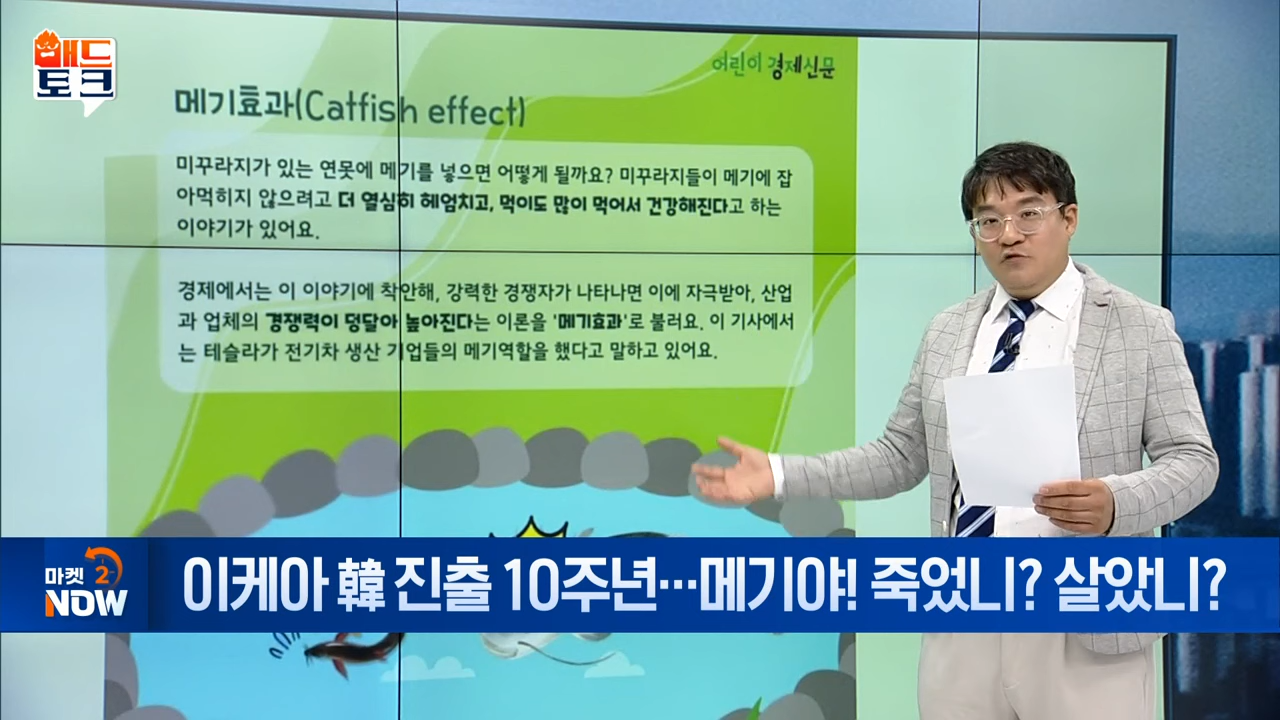 매드
토크
어린이 경제신문
메기효과(Catfish effect)
미꾸라지가 있는 연못에 메기를 넣으면 어떻게 될까요? 미꾸라지들이 메기에 잡
아먹히지 않으려고 더 열심히 헤엄치고, 먹이도 많이 먹어서 건강해진다고 하는
이야기가 있어요.
경제에서는 이 이야기에 착안해, 강력한 경쟁자가 나타나면 이에 자극받아, 산업
과 업체의 경쟁력이 덩달아 높아진다는 이론을 '메기효과'로 불러요. 이 기사에서
는 테슬라가 전기차 생산 기업들의 메기역할을 했다고 말하고 있어요.
마켓 2
NOW
이케아 韓 진출 10주년…메기야! 죽었니? 살았니?